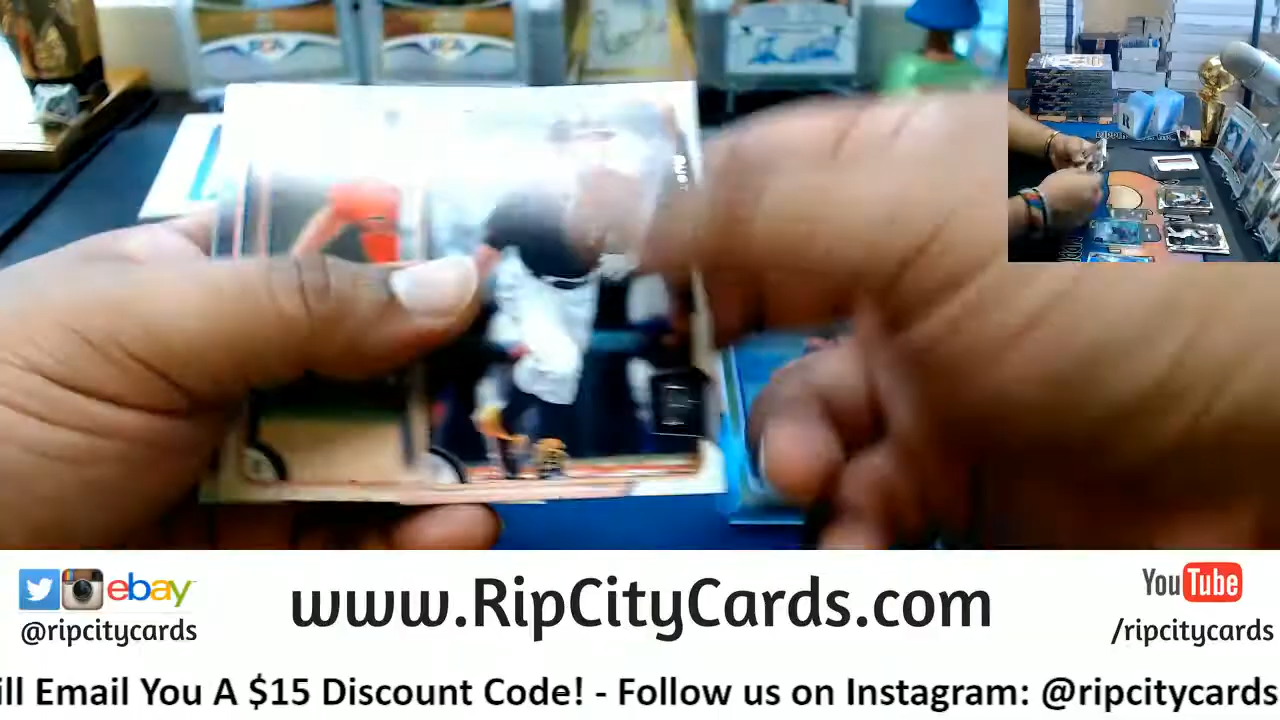 ebay
@ripcitycards
www.RipCityCards.com
YouTube
/ripcitycards
ill Email You A $15 Discount Code! - Follow us on Instagram: @ripcitycards